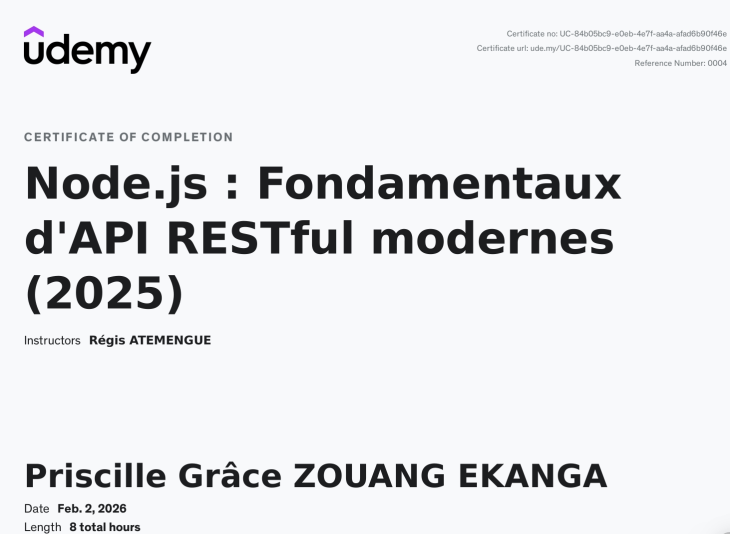 udemy
Certificate no: UC-84b05bc9-e0eb-4e7f-aa4a-afad6b90f46e
Certificate url: ude.my/UC-84b05bc9-e0eb-4e7f-aa4a-afad6b90f46e
Reference Number: 0004
CERTIFICATE OF COMPLETION
Node.js : Fondamentaux
d'API RESTful modernes
(2025)
Instructors Régis ATEMENGUE
Priscille Grâce ZOUANG EKANGA
Date Feb. 2, 2026
Length 8 total hours